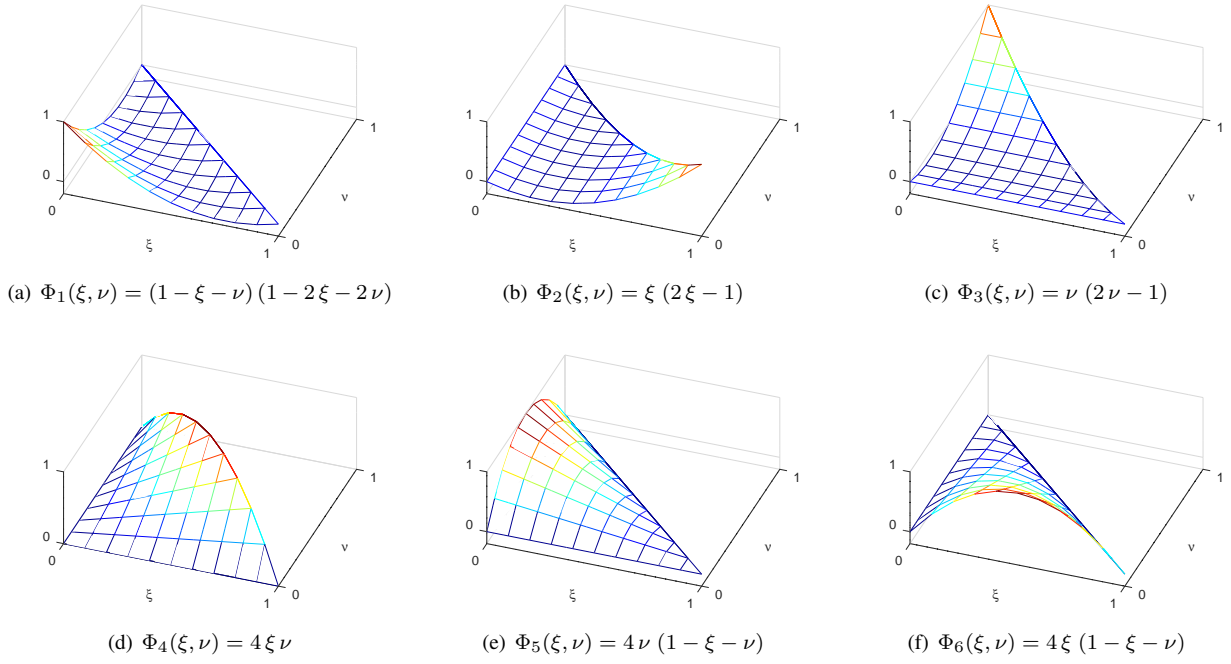 1
0
0
ξ
1
0
ν
1
(a) Φ₁(ξ, ν) = (1 − ξ − ν) (1 − 2 ξ − 2 ν)
1
0
0
ξ
1
0
ν
1
(b) Φ₂(ξ, ν) = ξ (2 ξ − 1)
1
0
0
ξ
1
0
ν
1
(c) Φ₃(ξ, ν) = ν (2 ν − 1)
1
0
0
ξ
1
0
ν
1
(d) Φ₄(ξ, ν) = 4 ξ ν
1
0
0
ξ
1
0
ν
1
(e) Φ₅(ξ, ν) = 4 ν (1 − ξ − ν)
1
0
0
ξ
1
0
ν
1
(f) Φ₆(ξ, ν) = 4 ξ (1 − ξ − ν)